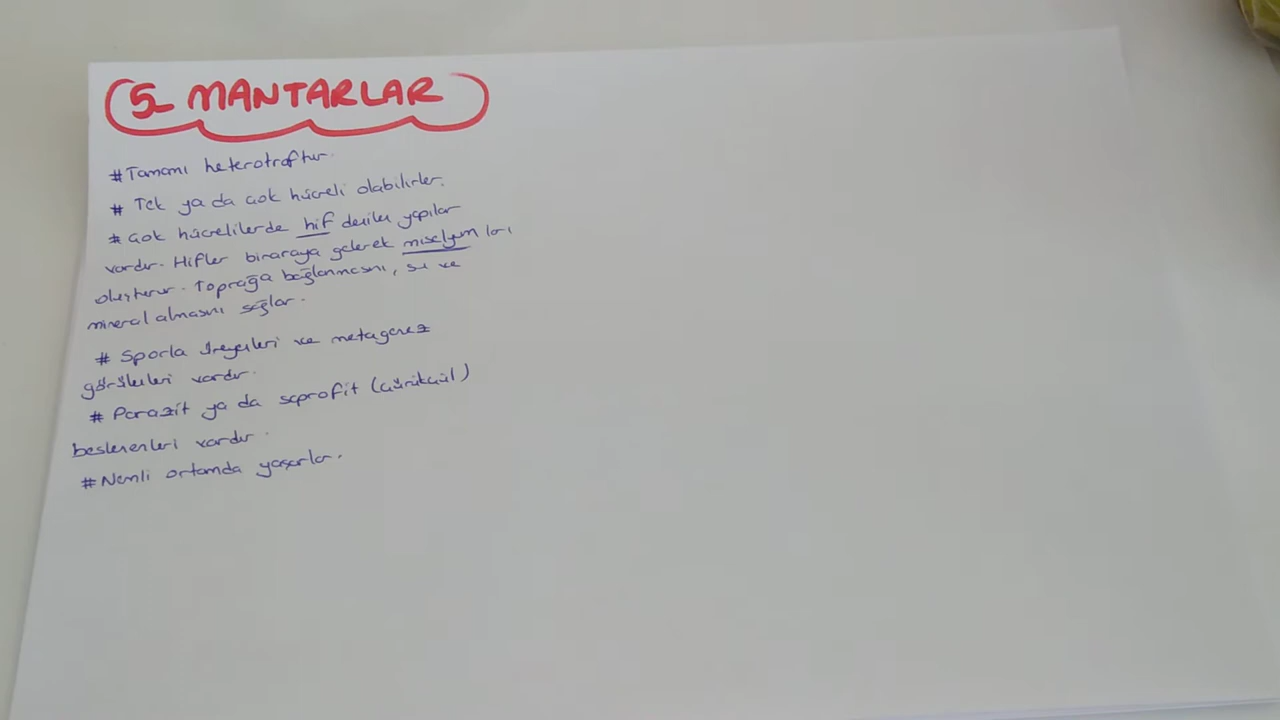 5- MANTARLAR
# Tamamı heterotroftur.
# Tek ya da çok hücreli olabilirler.
# Çok hücrelilerde hif denilen yapılar
vardır. Hifler biraraya gelerek miselyum ları
oluşturur. Toprağa bağlanmasını, su ve
mineral almasını sağlar.
# Sporla üreyenleri ve metagenez
görülenleri vardır.
# Parazit ya da saprofit (çürükçül)
beslenenleri vardır.
# Nemli ortamda yaşarlar.